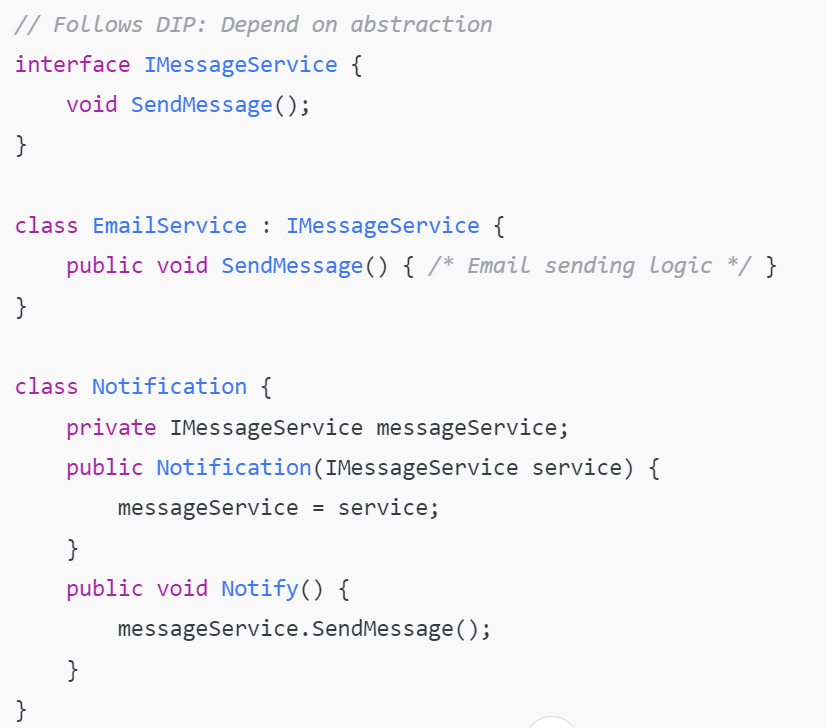 // Follows DIP: Depend on abstraction
interface IMessageService {
    void SendMessage();
}

class EmailService : IMessageService {
    public void SendMessage() { /* Email sending logic */ }
}

class Notification {
    private IMessageService messageService;
    public Notification(IMessageService service) {
        messageService = service;
    }
    public void Notify() {
        messageService.SendMessage();
    }
}